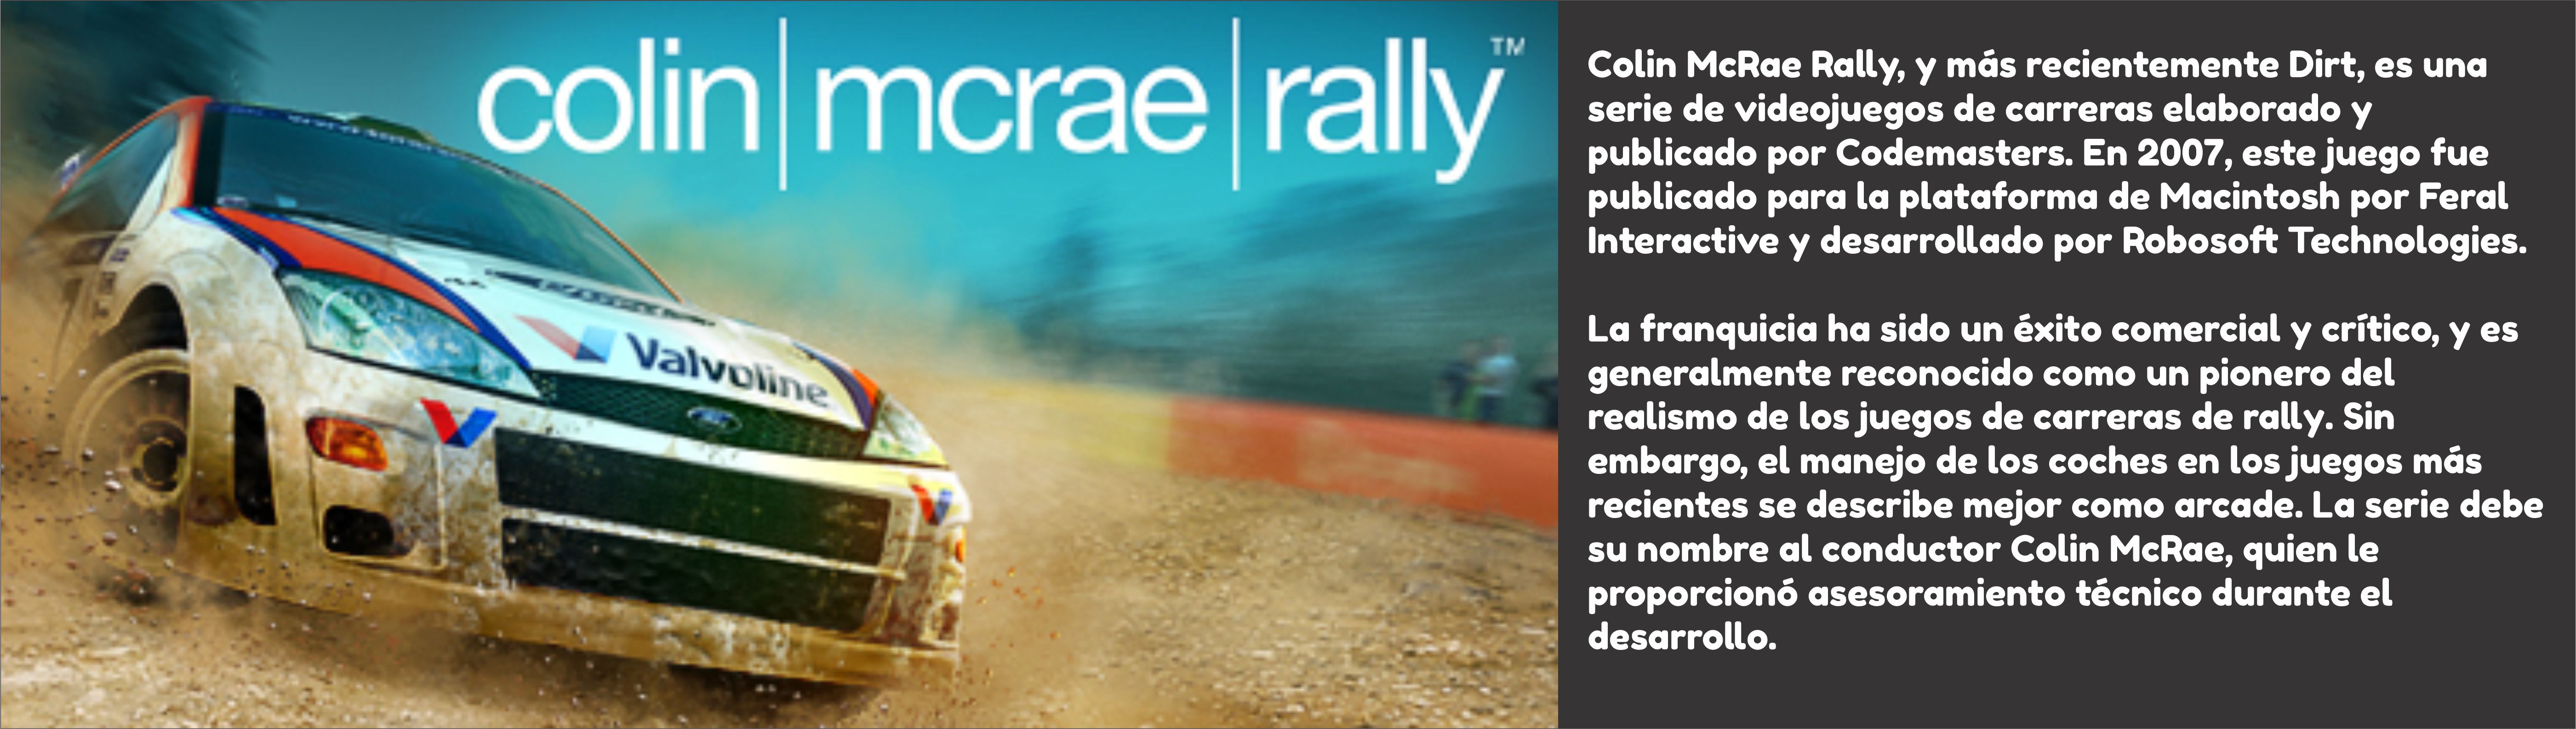 colin | mcrae | rally™
Valvoline
Ford
Colin McRae Rally, y más recientemente Dirt, es una
serie de videojuegos de carreras elaborado y
publicado por Codemasters. En 2007, este juego fue
publicado para la plataforma de Macintosh por Feral
Interactive y desarrollado por Robosoft Technologies.
La franquicia ha sido un éxito comercial y crítico, y es
generalmente reconocido como un pionero del
realismo de los juegos de carreras de rally. Sin
embargo, el manejo de los coches en los juegos más
recientes se describe mejor como arcade. La serie debe
su nombre al conductor Colin McRae, quien le
proporcionó asesoramiento técnico durante el
desarrollo.